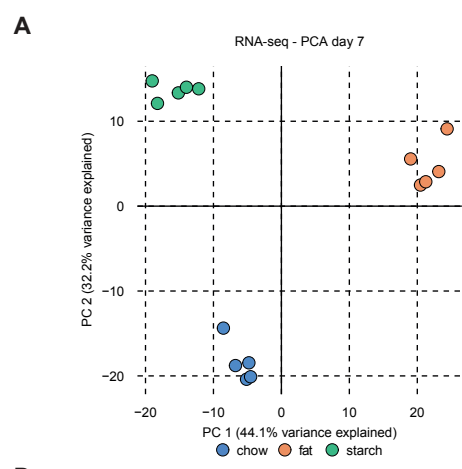 A
RNA-seq - PCA day 7
PC 2 (32.2% variance explained)
10
0
−10
−20
−20 −10 0 10 20
PC 1 (44.1% variance explained)
chow fat starch